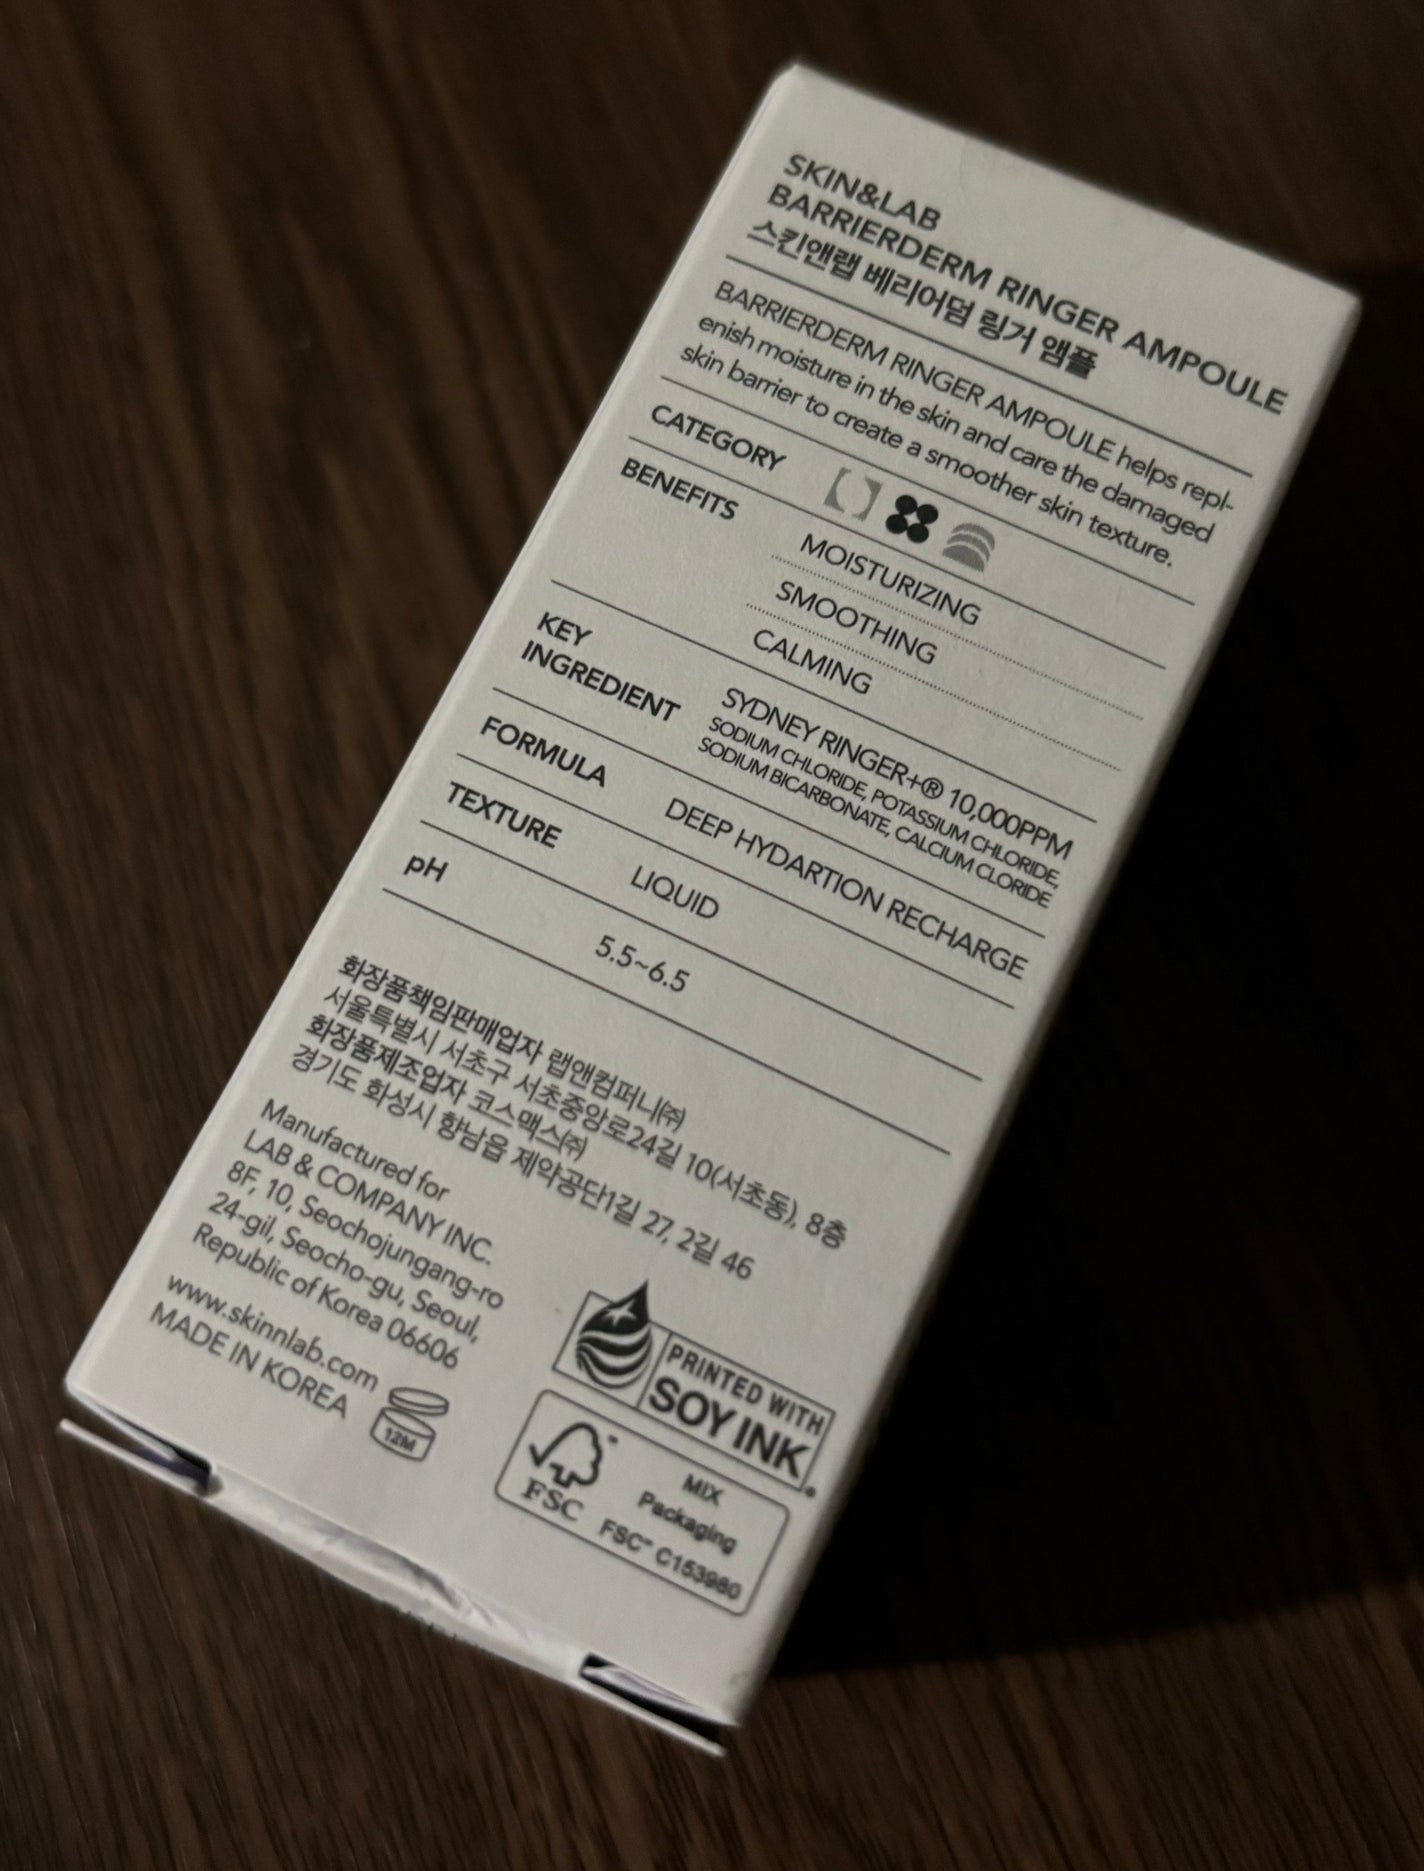 SKIN&LAB
BARRIERDERM RINGER AMPOULE
스킨앤랩 베리어덤 링거 앰플
BARRIERDERM RINGER AMPOULE helps repl-
enish moisture in the skin and care the damaged
skin barrier to create a smoother skin texture.
CATEGORY
BENEFITS
MOISTURIZING
SMOOTHING
CALMING
KEY
INGREDIENT
SYDNEY RINGER+® 10,000PPM
SODIUM CHLORIDE, POTASSIUM CHLORIDE,
SODIUM BICARBONATE, CALCIUM CLORIDE
FORMULA
DEEP HYDARTION RECHARGE
TEXTURE
LIQUID
pH
5.5~6.5
화장품책임판매업자 랩앤컴퍼니㈜
서울특별시 서초구 서초중앙로24길 10(서초동), 8층
화장품제조업자 코스맥스㈜
경기도 화성시 향남읍 제약공단1길 27, 2길 46
Manufactured for
LAB & COMPANY INC.
8F, 10, Seochojungang-ro
24-gil, Seocho-gu, Seoul,
Republic of Korea 06606
www.skinnlab.com
MADE IN KOREA
12M
PRINTED WITH
SOY INK
FSC
MIX
Packaging
FSC™ C153980